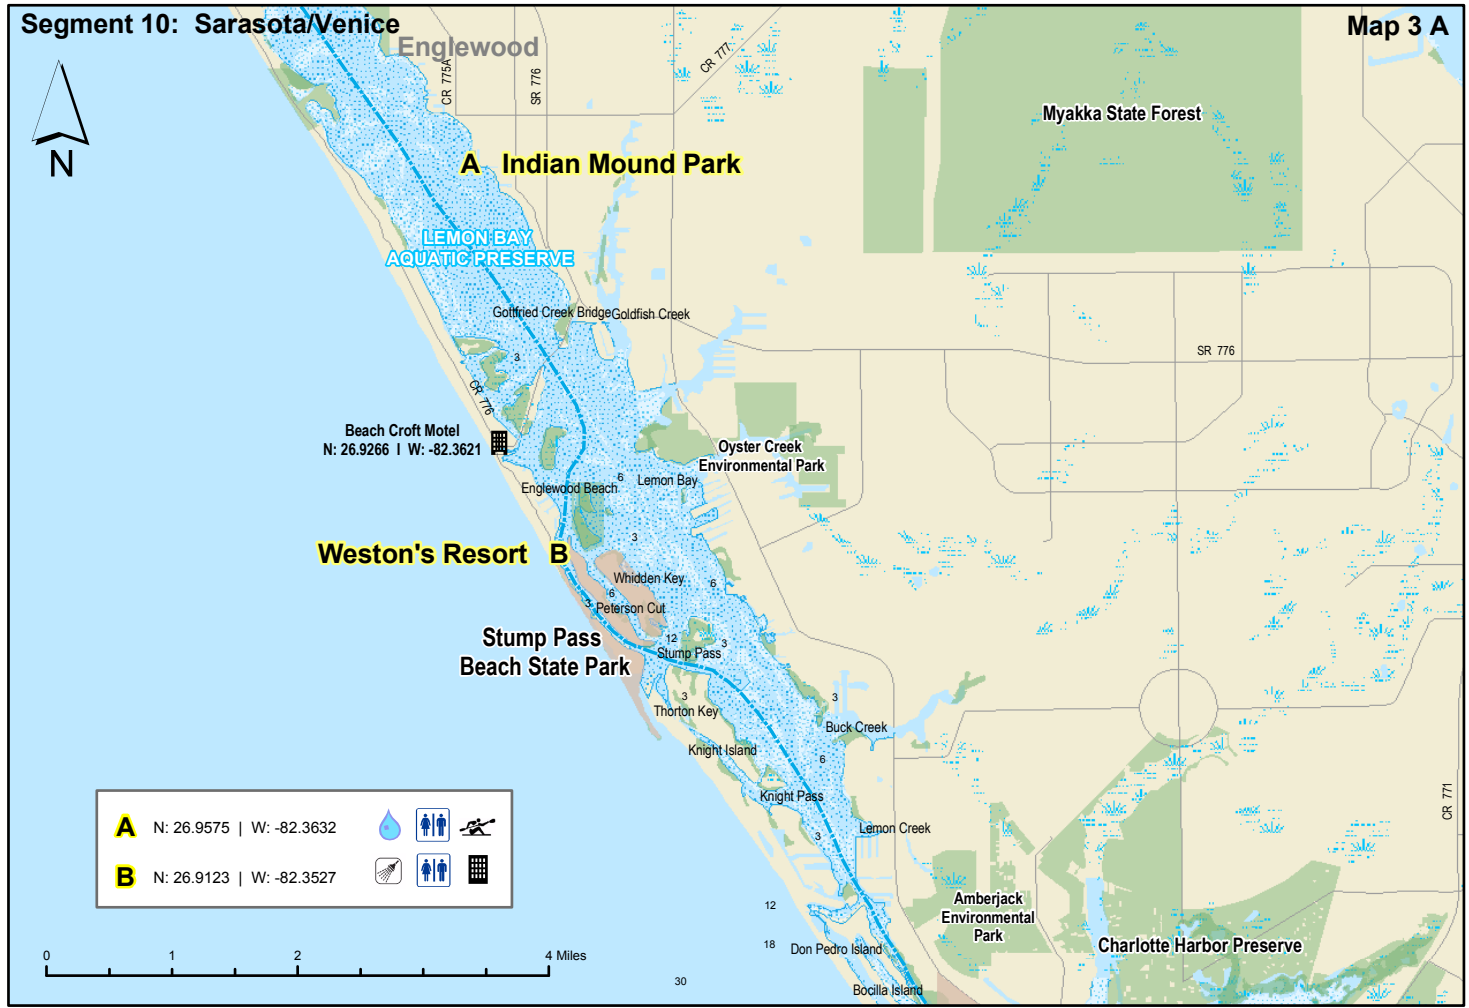 Segment 10: Sarasota/Venice
Map 3 A
Englewood
CR 775A
SR 776
CR 777
N
Myakka State Forest
A Indian Mound Park
LEMON BAY
AQUATIC PRESERVE
Gottfried Creek Bridge
Goldfish Creek
3
SR 776
CR 776
Beach Croft Motel
N: 26.9266 I W: -82.3621
Oyster Creek
Environmental Park
6
Lemon Bay
Englewood Beach
3
Weston's Resort B
Whidden Key
6
6
3
Peterson Cut
12
3
Stump Pass
Stump Pass
Beach State Park
3
3
Thorton Key
Buck Creek
Knight Island
6
Knight Pass
3
Lemon Creek
CR 771
A N: 26.9575 | W: -82.3632
B N: 26.9123 | W: -82.3527
12
Amberjack
Environmental
Park
18
Don Pedro Island
Charlotte Harbor Preserve
0 1 2 4 Miles
30
Bocilla Island